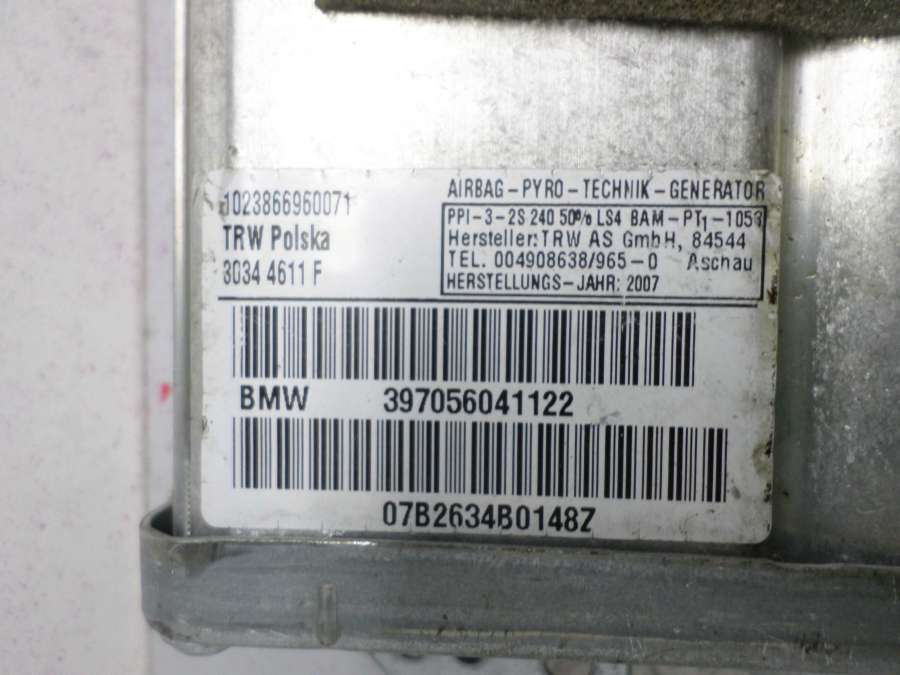 1023866960071
TRW Polska
3034 4611 F
AIRBAG-PYRO-TECHNIK-GENERATOR
PPI-3-2S 240 50% LS4 BAM-PT1-1053
Hersteller: TRW AS GmbH, 84544
TEL. 004908638/965-0 Aschau
HERSTELLUNGS-JAHR: 2007
BMW 397056041122
07B2634B0148Z